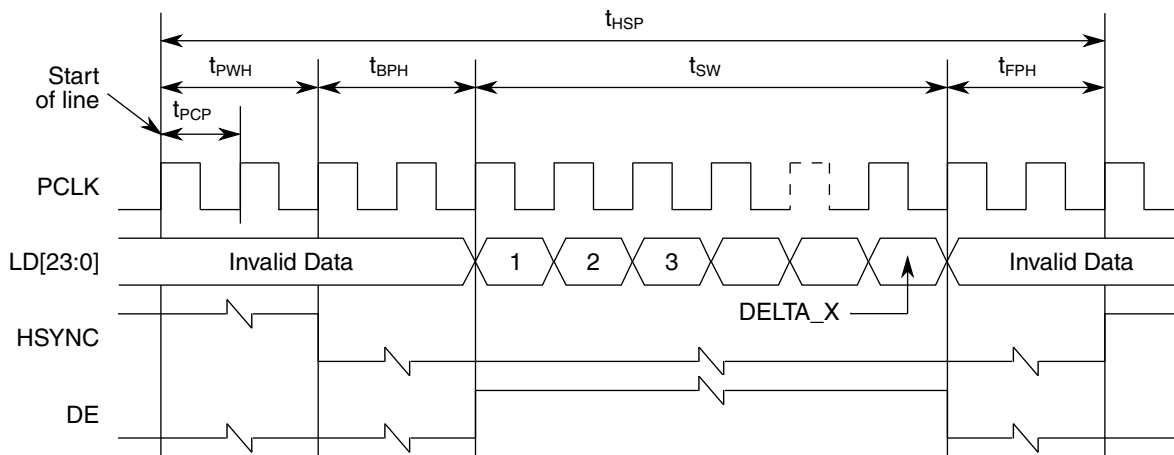 tHSP
tPWH
tBPH
tSW
tFPH
Start
of line
tPCP
PCLK
LD[23:0]
Invalid Data
1
2
3
Invalid Data
DELTA_X
HSYNC
DE